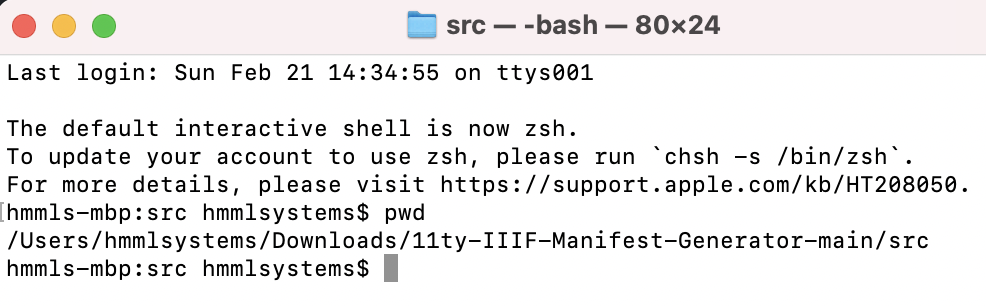 src — -bash — 80×24
Last login: Sun Feb 21 14:34:55 on ttys001
The default interactive shell is now zsh.
To update your account to use zsh, please run `chsh -s /bin/zsh`.
For more details, please visit https://support.apple.com/kb/HT208050.
[hmmls-mbp:src hmmlsystems$ pwd
/Users/hmmlsystems/Downloads/11ty-IIIF-Manifest-Generator-main/src
hmmls-mbp:src hmmlsystems$